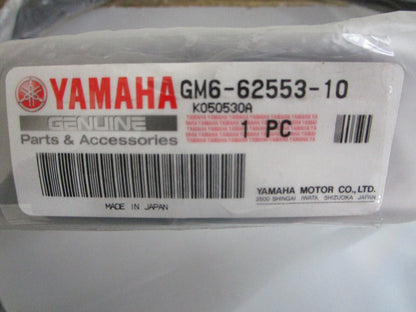 YAMAHA GM6-62553-10
K050530A
GENUINE
Parts & Accessories
1 PC
MADE IN JAPAN
YAMAHA MOTOR CO.,LTD.
2500 SHINGAI IWATA SHIZUOKA JAPAN